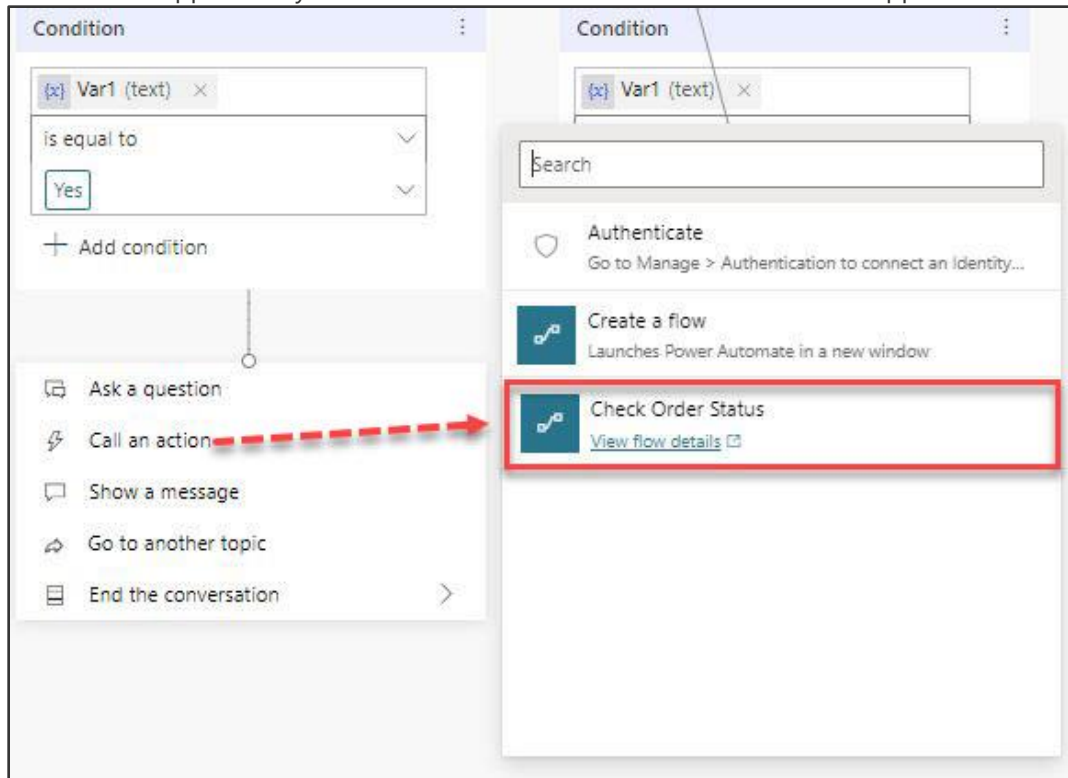 Condition
{x} Var1 (text) ×
is equal to
Yes
+ Add condition
Ask a question
Call an action
Show a message
Go to another topic
End the conversation
Condition
{x} Var1 (text) ×
Search
Authenticate
Go to Manage > Authentication to connect an Identity...
Create a flow
Launches Power Automate in a new window
Check Order Status
View flow details